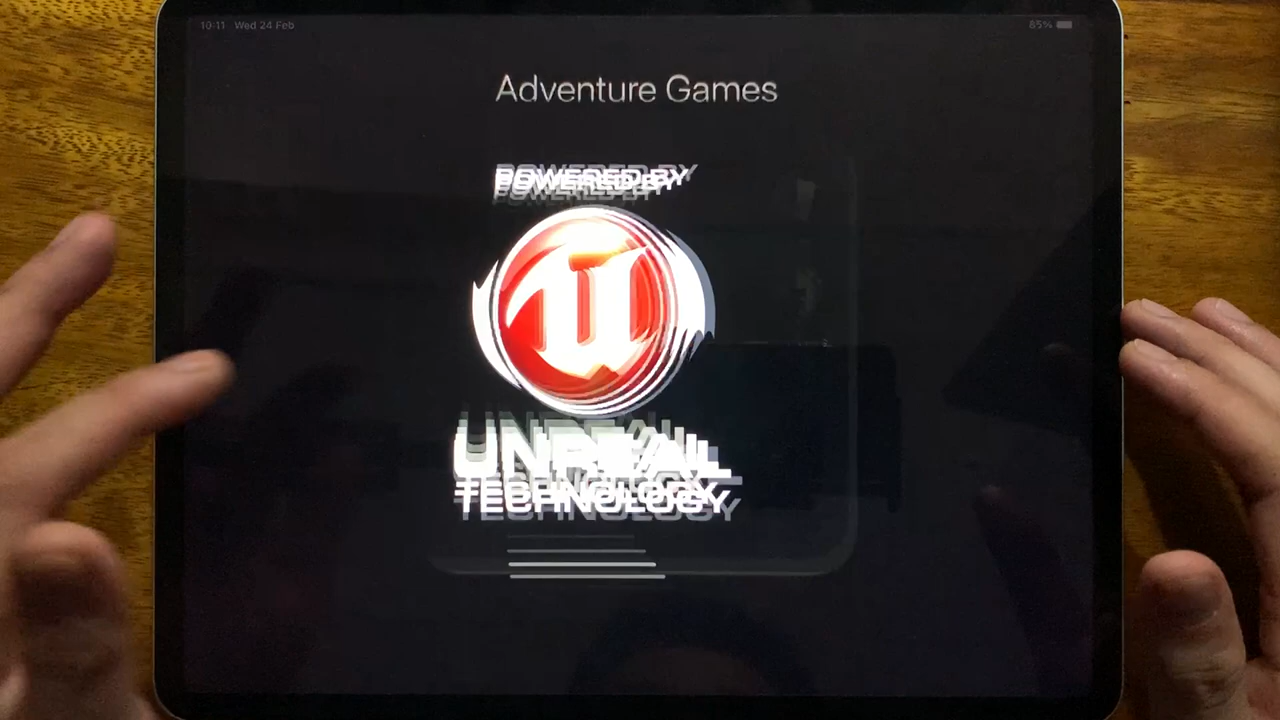 10:11 Wed 24 Feb
85%
Adventure Games
POWERED BY
U
UNREAL
TECHNOLOGY